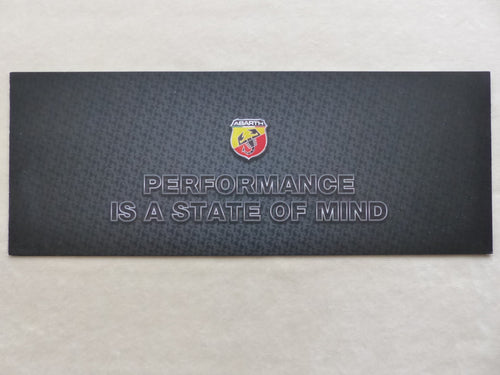 ABARTH
PERFORMANCE
IS A STATE OF MIND